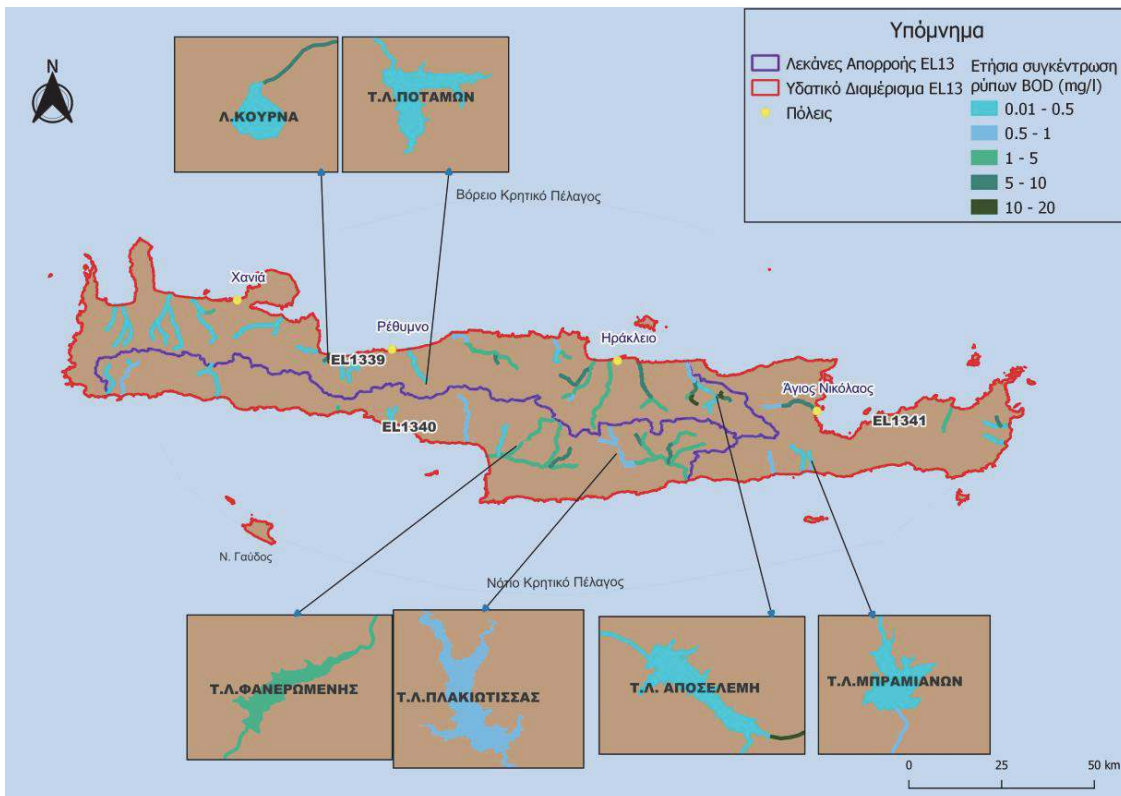 N
Λ.ΚΟΥΡΝΑ
Τ.Λ.ΠΟΤΑΜΩΝ
Υπόμνημα
Λεκάνες Απορροής EL13
Υδατικό Διαμέρισμα EL13
Πόλεις
Ετήσια συγκέντρωση
ρύπων BOD (mg/l)
0.01 - 0.5
0.5 - 1
1 - 5
5 - 10
10 - 20
Βόρειο Κρητικό Πέλαγος
Χανιά
Ρέθυμνο
Ηράκλειο
EL1339
Άγιος Νικόλαος
EL1340
EL1341
Ν. Γαύδος
Νότιο Κρητικό Πέλαγος
Τ.Λ.ΦΑΝΕΡΩΜΕΝΗΣ
Τ.Λ.ΠΛΑΚΙΩΤΙΣΣΑΣ
Τ.Λ. ΑΠΟΣΕΛΕΜΗ
Τ.Λ.ΜΠΡΑΜΙΑΝΩΝ
0 25 50 km